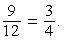 9/12 = 3/4.